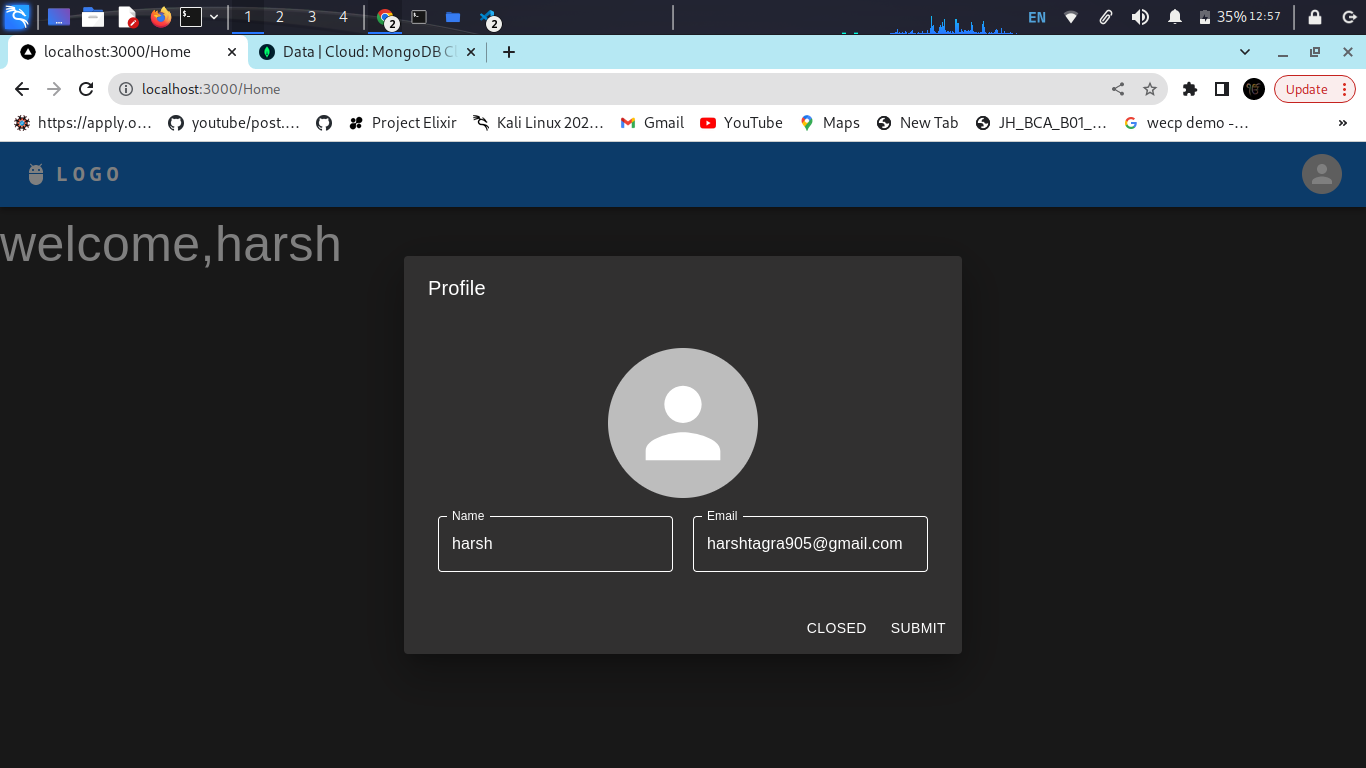 1 2 3 4 2 2 EN 35% 12:57
localhost:3000/Home Data | Cloud: MongoDB Cl
localhost:3000/Home Update
https://apply.o… youtube/post.… Project Elixir Kali Linux 202… Gmail YouTube Maps New Tab JH_BCA_B01_… wecp demo -… »
LOGO
welcome,harsh
Profile
Name Email
harsh harshtagra905@gmail.com
CLOSED SUBMIT